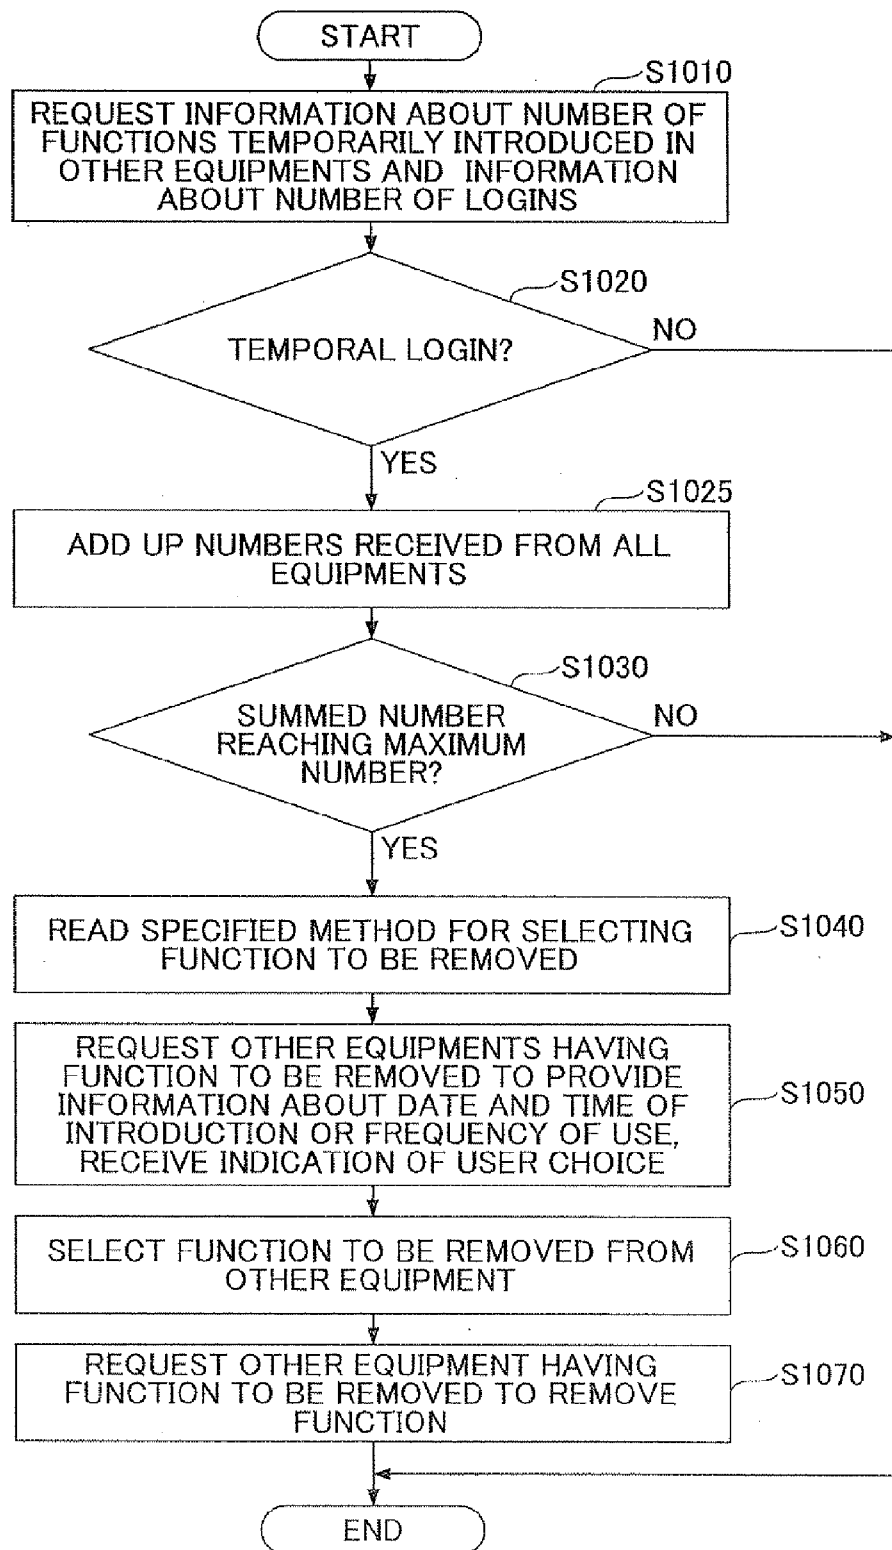 START
S1010
REQUEST INFORMATION ABOUT NUMBER OF
FUNCTIONS TEMPORARILY INTRODUCED IN
OTHER EQUIPMENTS AND INFORMATION
ABOUT NUMBER OF LOGINS
S1020
TEMPORAL LOGIN?
NO
YES
S1025
ADD UP NUMBERS RECEIVED FROM ALL
EQUIPMENTS
S1030
SUMMED NUMBER
REACHING MAXIMUM
NUMBER?
NO
YES
READ SPECIFIED METHOD FOR SELECTING
FUNCTION TO BE REMOVED
S1040
REQUEST OTHER EQUIPMENTS HAVING
FUNCTION TO BE REMOVED TO PROVIDE
INFORMATION ABOUT DATE AND TIME OF
INTRODUCTION OR FREQUENCY OF USE,
RECEIVE INDICATION OF USER CHOICE
S1050
SELECT FUNCTION TO BE REMOVED FROM
OTHER EQUIPMENT
S1060
REQUEST OTHER EQUIPMENT HAVING
FUNCTION TO BE REMOVED TO REMOVE
FUNCTION
S1070
END